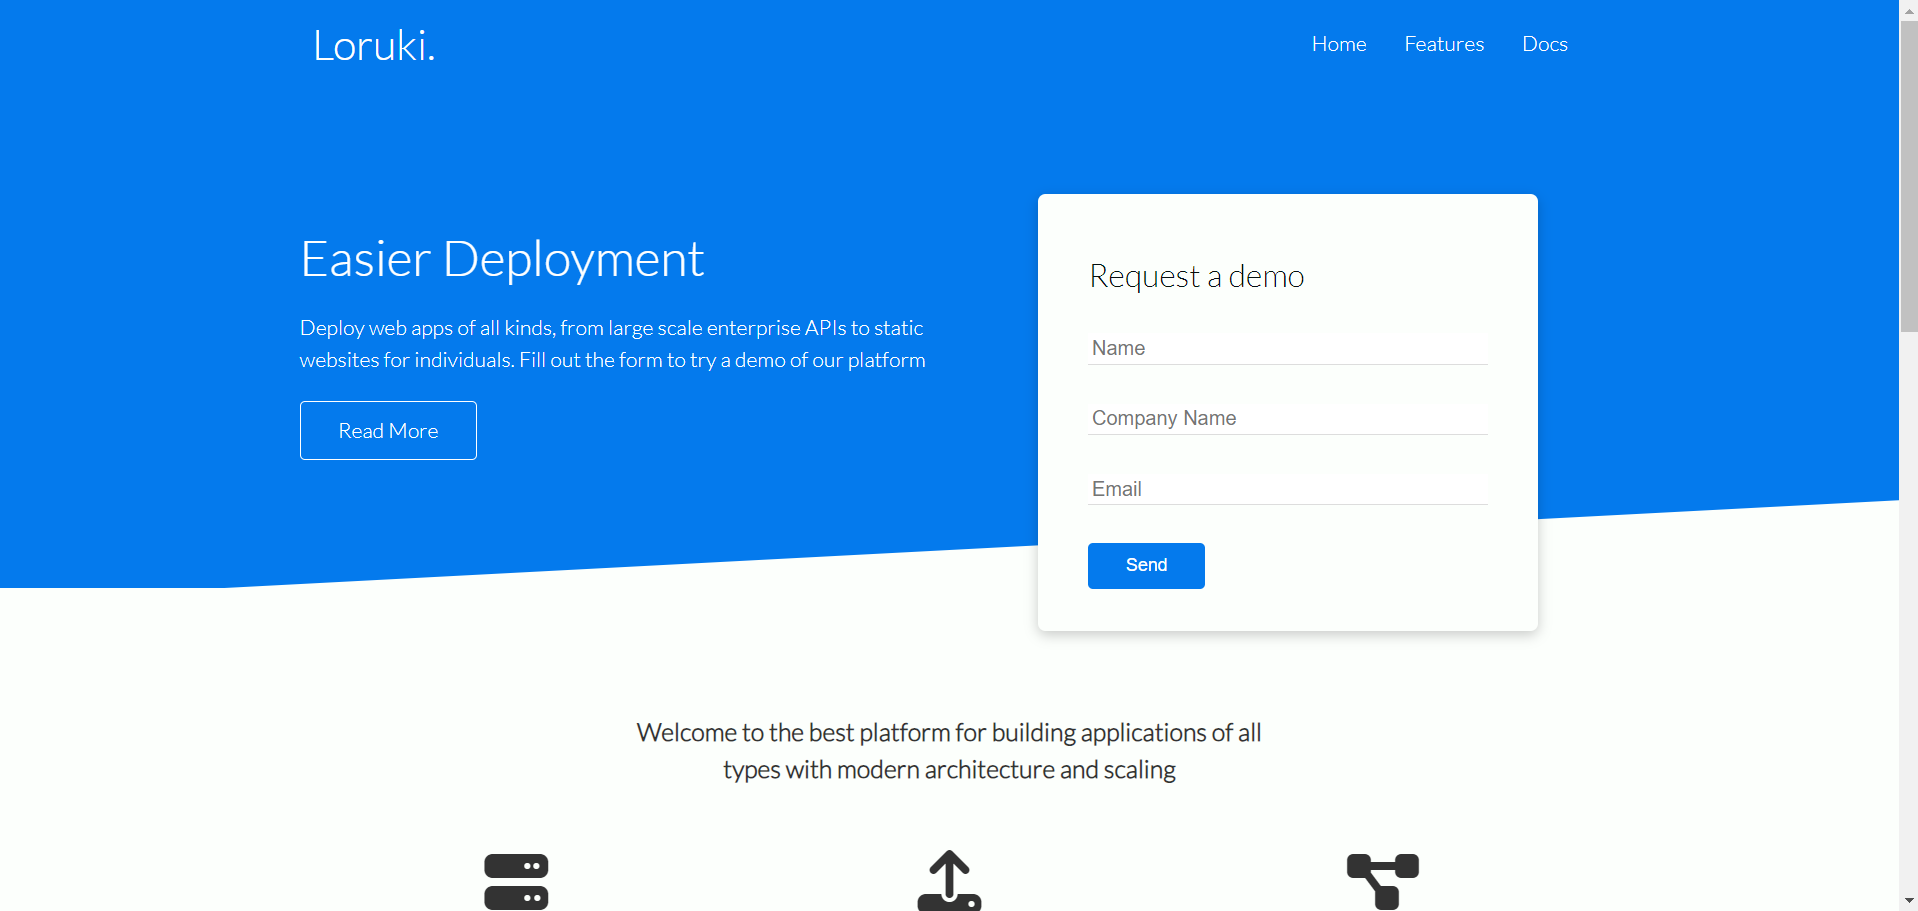 Loruki.
Home Features Docs
Easier Deployment
Deploy web apps of all kinds, from large scale enterprise APIs to static
websites for individuals. Fill out the form to try a demo of our platform
Read More
Request a demo
Name
Company Name
Email
Send
Welcome to the best platform for building applications of all
types with modern architecture and scaling